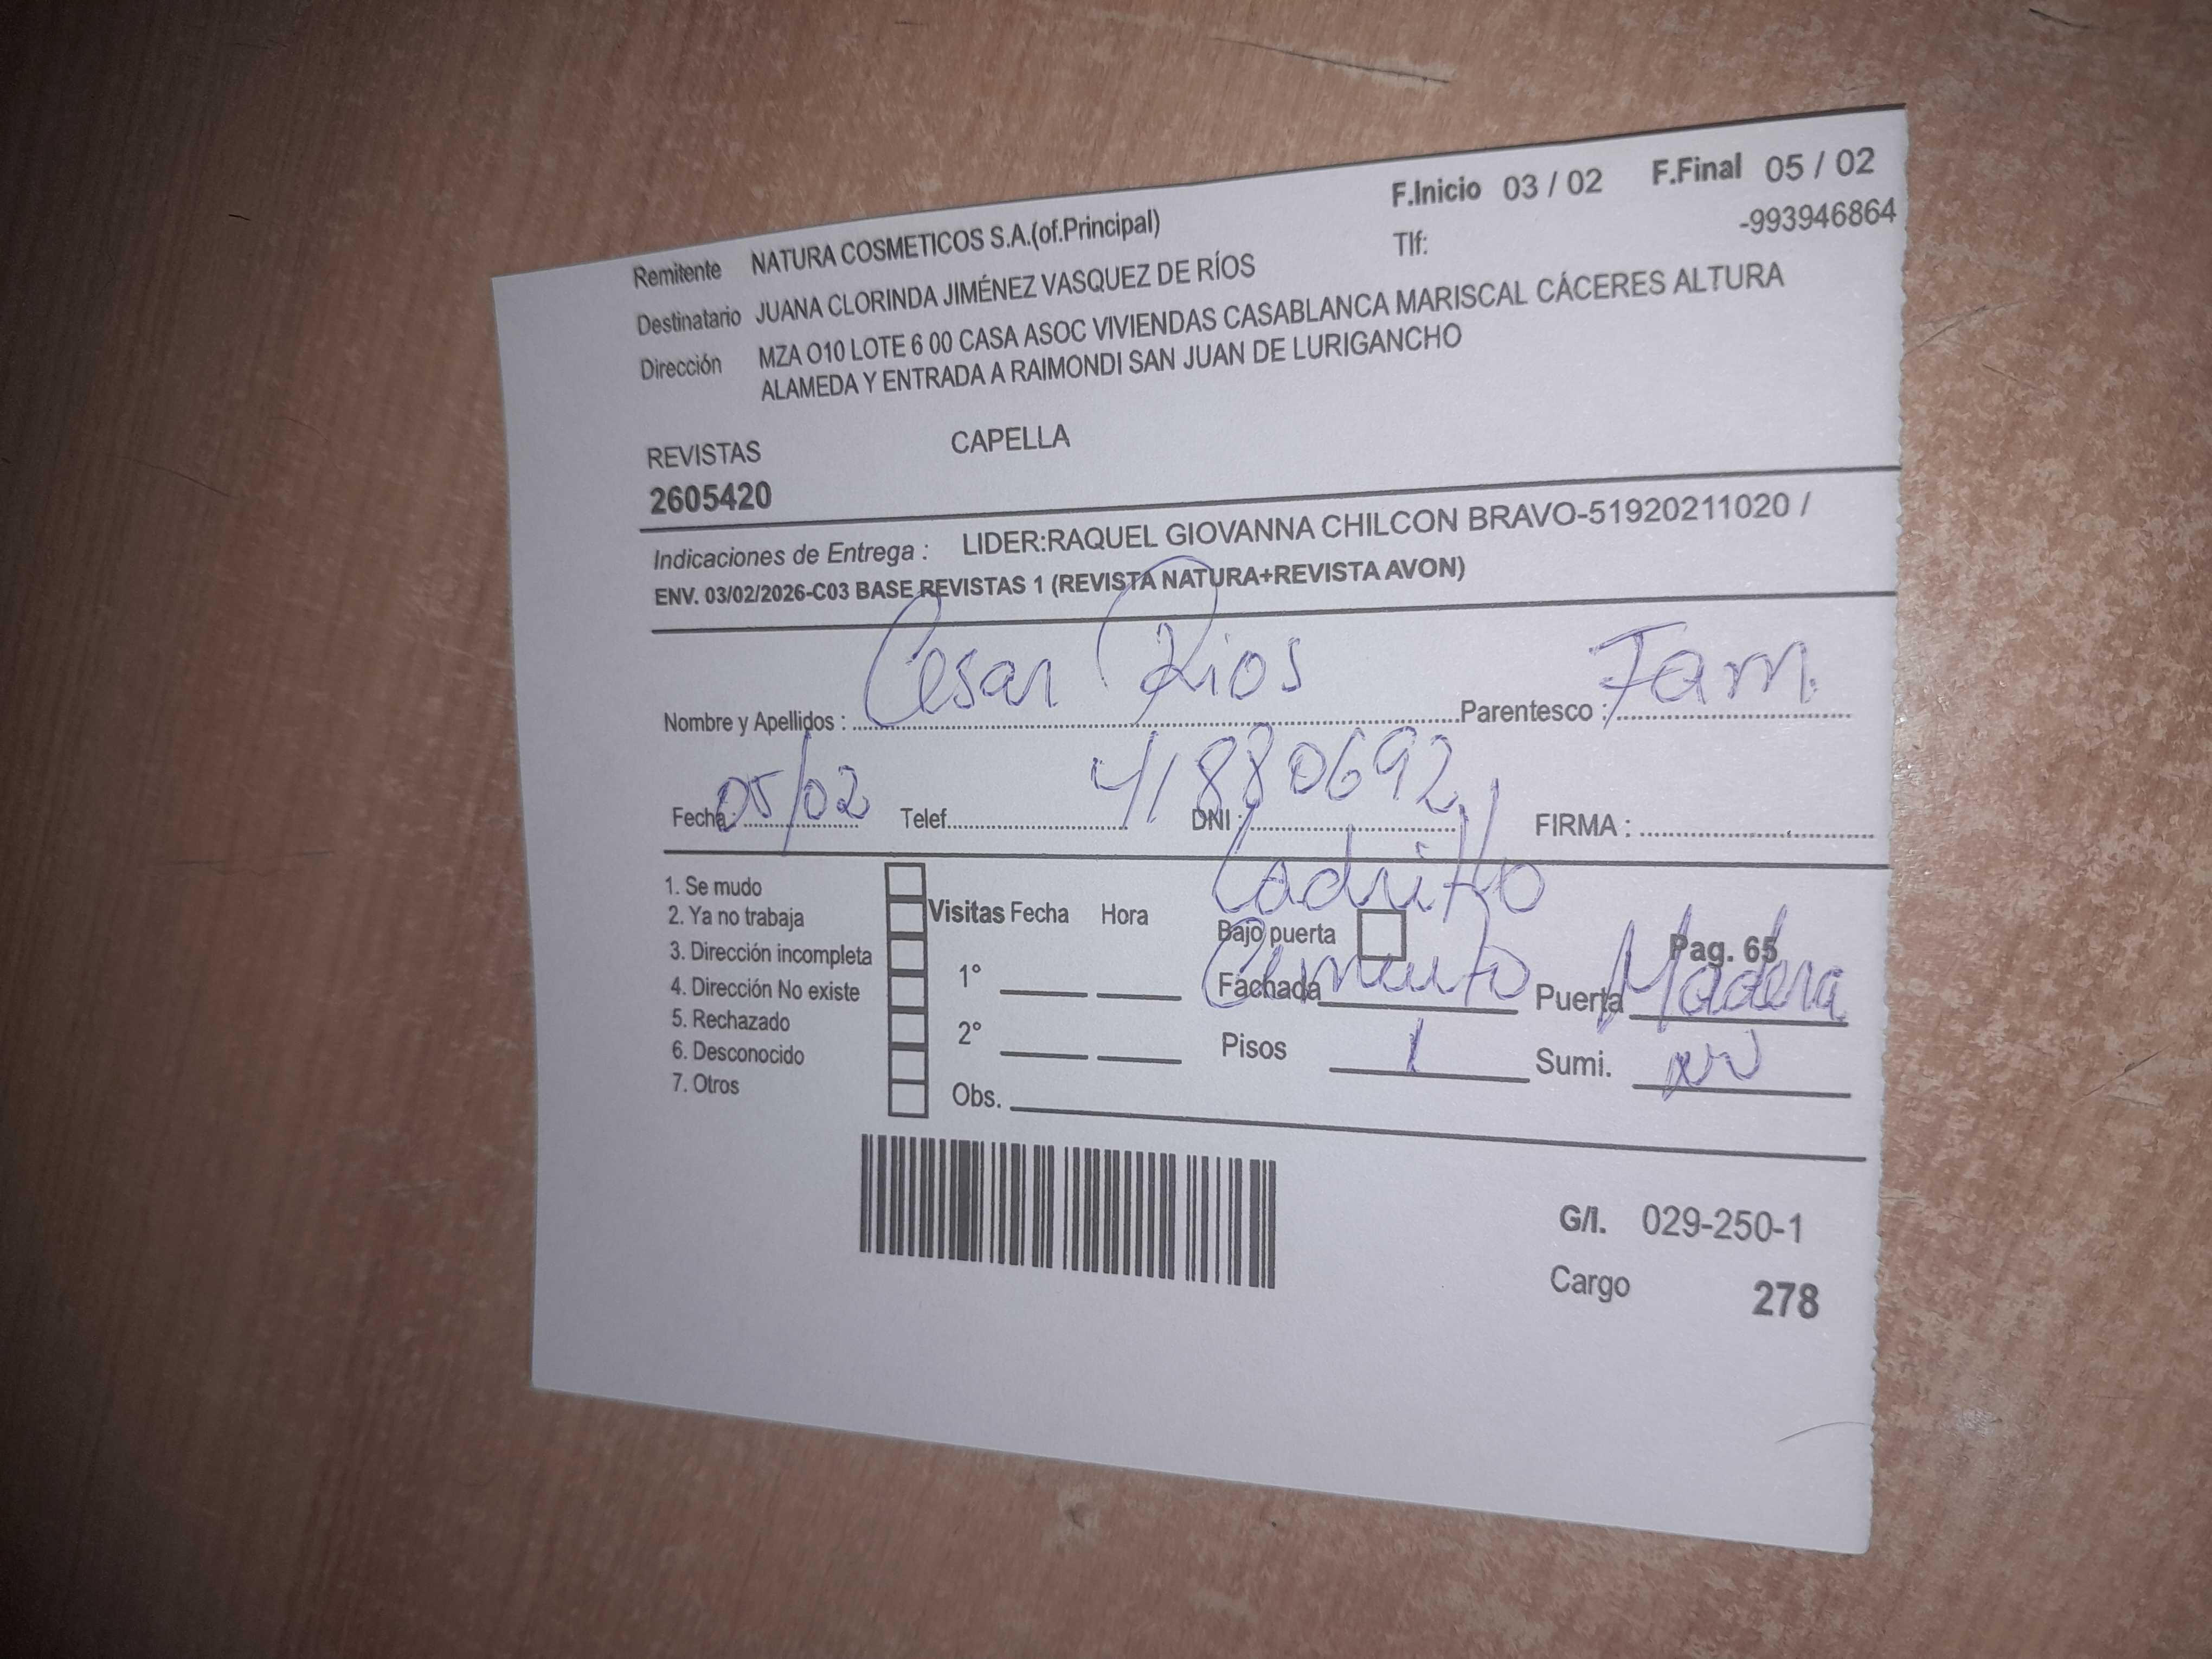 F.Inicio 03 / 02 F.Final 05 / 02
Remitente NATURA COSMETICOS S.A.(of.Principal) Tlf: -993946864
Destinatario JUANA CLORINDA JIMÉNEZ VASQUEZ DE RÍOS
Dirección MZA O10 LOTE 6 00 CASA ASOC VIVIENDAS CASABLANCA MARISCAL CÁCERES ALTURA
ALAMEDA Y ENTRADA A RAIMONDI SAN JUAN DE LURIGANCHO
REVISTAS CAPELLA
2605420
Indicaciones de Entrega : LIDER:RAQUEL GIOVANNA CHILCON BRAVO-51920211020 /
ENV. 03/02/2026-C03 BASE REVISTAS 1 (REVISTA NATURA+REVISTA AVON)
Nombre y Apellidos : Cesar Rios Parentesco : Fam.
Fecha: 05/02 Telef. DNI : 41880692 FIRMA :
Ladrillo
1. Se mudo
2. Ya no trabaja Visitas Fecha Hora Bajo puerta Pag. 65
3. Dirección incompleta
4. Dirección No existe 1° Fachada Cemento Puerta Madera
5. Rechazado
6. Desconocido 2° Pisos 1 Sumi.
7. Otros Obs.
G/I. 029-250-1
Cargo 278